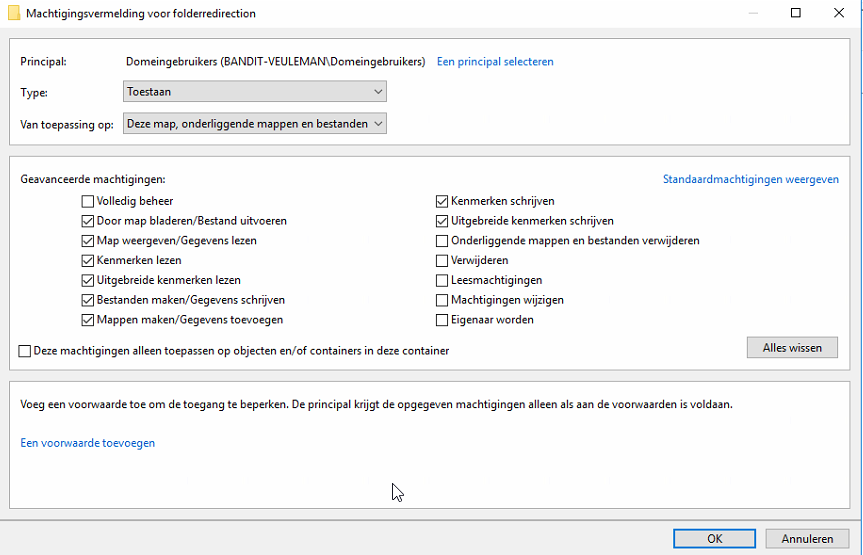 Machtigingsvermelding voor folderredirection
Principal: Domeingebruikers (BANDIT-VEULEMAN\Domeingebruikers) Een principal selecteren
Type: Toestaan
Van toepassing op: Deze map, onderliggende mappen en bestanden
Geavanceerde machtigingen: Standaardmachtigingen weergeven
Volledig beheer Kenmerken schrijven
Door map bladeren/Bestand uitvoeren Uitgebreide kenmerken schrijven
Map weergeven/Gegevens lezen Onderliggende mappen en bestanden verwijderen
Kenmerken lezen Verwijderen
Uitgebreide kenmerken lezen Leesmachtigingen
Bestanden maken/Gegevens schrijven Machtigingen wijzigen
Mappen maken/Gegevens toevoegen Eigenaar worden
Deze machtigingen alleen toepassen op objecten en/of containers in deze container Alles wissen
Voeg een voorwaarde toe om de toegang te beperken. De principal krijgt de opgegeven machtigingen alleen als aan de voorwaarden is voldaan.
Een voorwaarde toevoegen
OK Annuleren